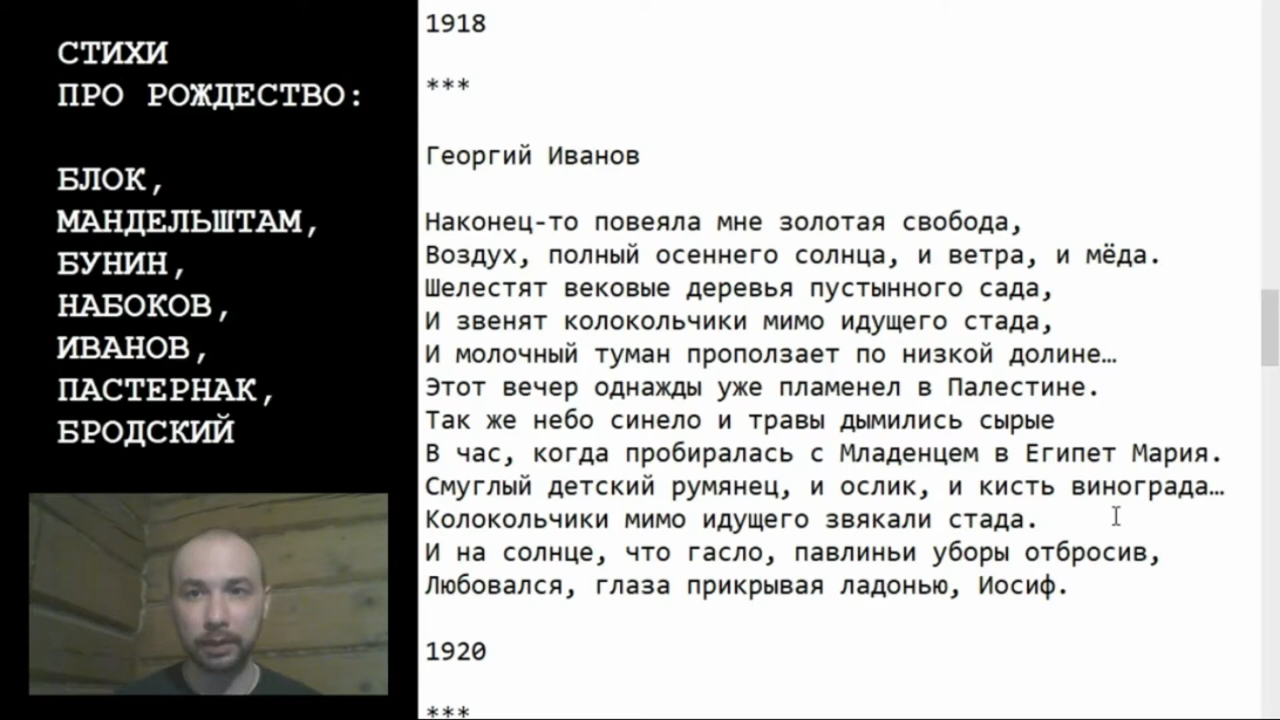 СТИХИ
ПРО РОЖДЕСТВО:
БЛОК,
МАНДЕЛЬШТАМ,
БУНИН,
НАБОКОВ,
ИВАНОВ,
ПАСТЕРНАК,
БРОДСКИЙ
1918
***
Георгий Иванов
Наконец-то повеяла мне золотая свобода,
Воздух, полный осеннего солнца, и ветра, и мёда.
Шелестят вековые деревья пустынного сада,
И звенят колокольчики мимо идущего стада,
И молочный туман проползает по низкой долине…
Этот вечер однажды уже пламенел в Палестине.
Так же небо синело и травы дымились сырые
В час, когда пробиралась с Младенцем в Египет Мария.
Смуглый детский румянец, и ослик, и кисть винограда…
Колокольчики мимо идущего звякали стада.
И на солнце, что гасло, павлиньи уборы отбросив,
Любовался, глаза прикрывая ладонью, Иосиф.
1920
***